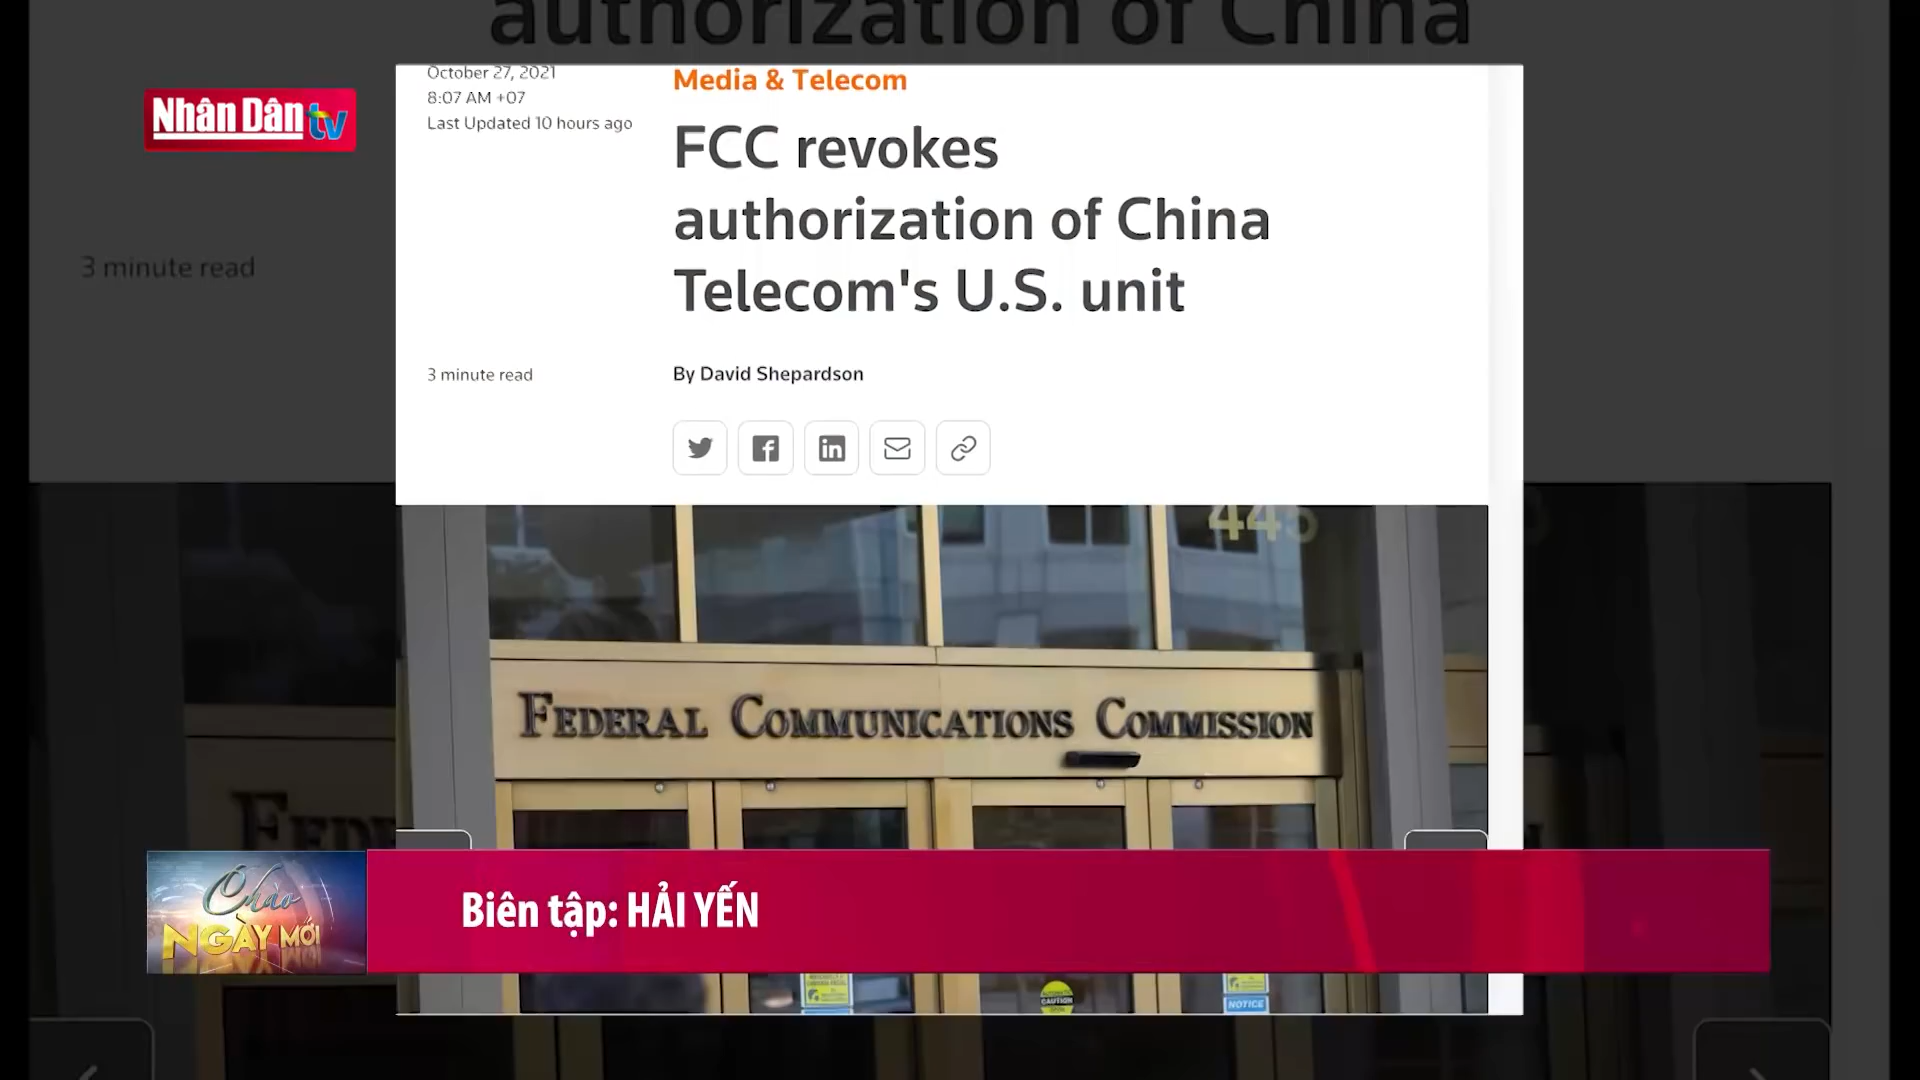 authorization of China
Nhân Dân tv
October 27, 2021
8:07 AM +07
Last Updated 10 hours ago
Media & Telecom
FCC revokes
authorization of China
Telecom's U.S. unit
3 minute read
3 minute read
By David Shepardson
445
FEDERAL COMMUNICATIONS COMMISSION
Chào
NGÀY MỚI
Biên tập: HẢI YẾN
CAUTION
NOTICE